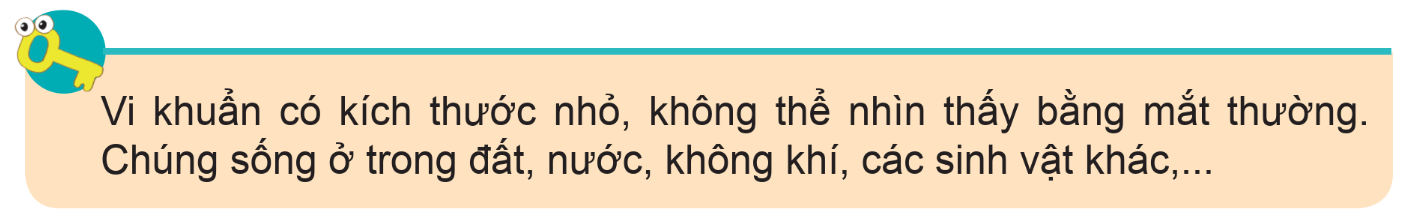 Vi khuẩn có kích thước nhỏ, không thể nhìn thấy bằng mắt thường.
Chúng sống ở trong đất, nước, không khí, các sinh vật khác,...